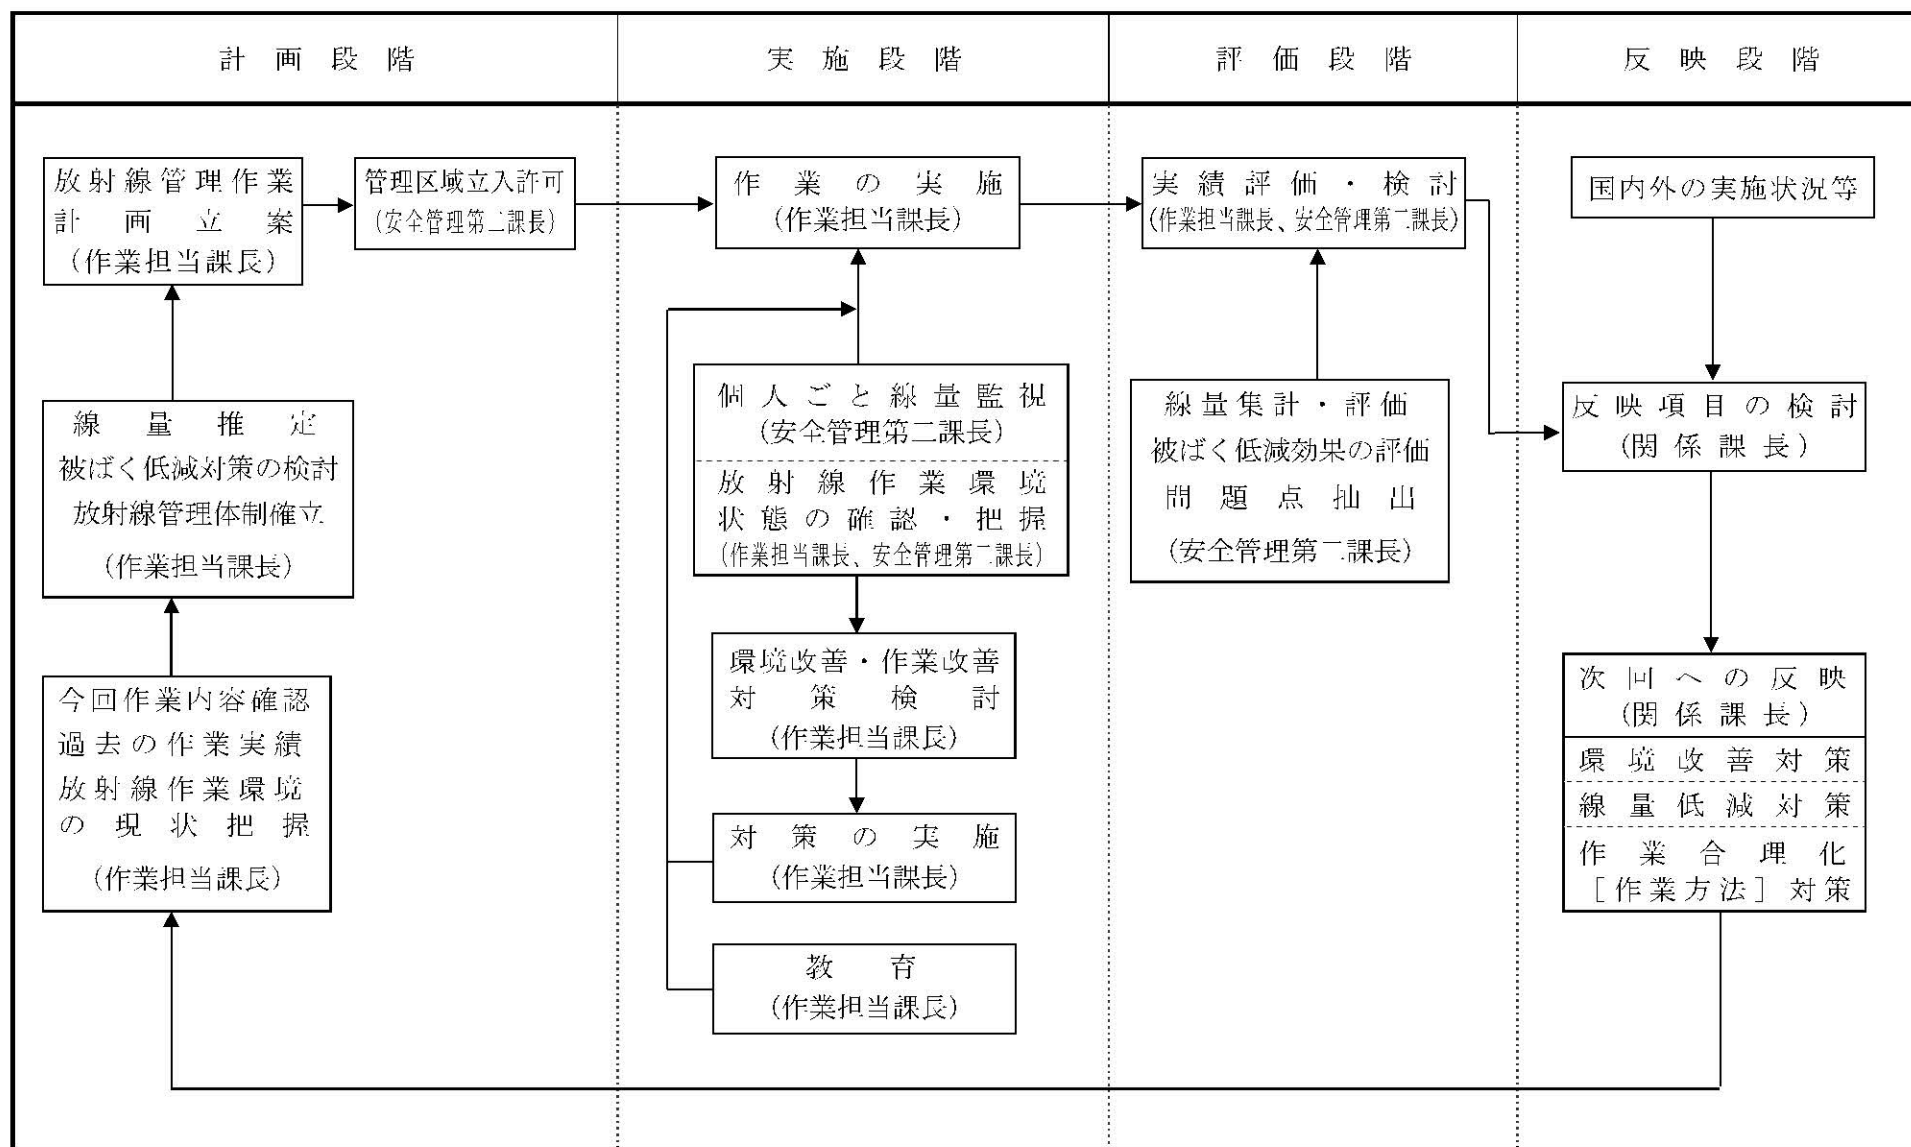 計画段階
実施段階
評価段階
反映段階
放射線管理作業
計画立案
(作業担当課長)
管理区域立入許可
(安全管理第二課長)
線量推定
被ばく低減対策の検討
放射線管理体制確立
(作業担当課長)
今回作業内容確認
過去の作業実績
放射線作業環境
の現状把握
(作業担当課長)
作業の実施
(作業担当課長)
個人ごと線量監視
(安全管理第二課長)
放射線作業環境
状態の確認・把握
(作業担当課長、安全管理第二課長)
環境改善・作業改善
対策検討
(作業担当課長)
対策の実施
(作業担当課長)
教育
(作業担当課長)
実績評価・検討
(作業担当課長、安全管理第二課長)
線量集計・評価
被ばく低減効果の評価
問題点抽出
(安全管理第二課長)
国内外の実施状況等
反映項目の検討
(関係課長)
次回への反映
(関係課長)
環境改善対策
線量低減対策
作業合理化
[作業方法]対策